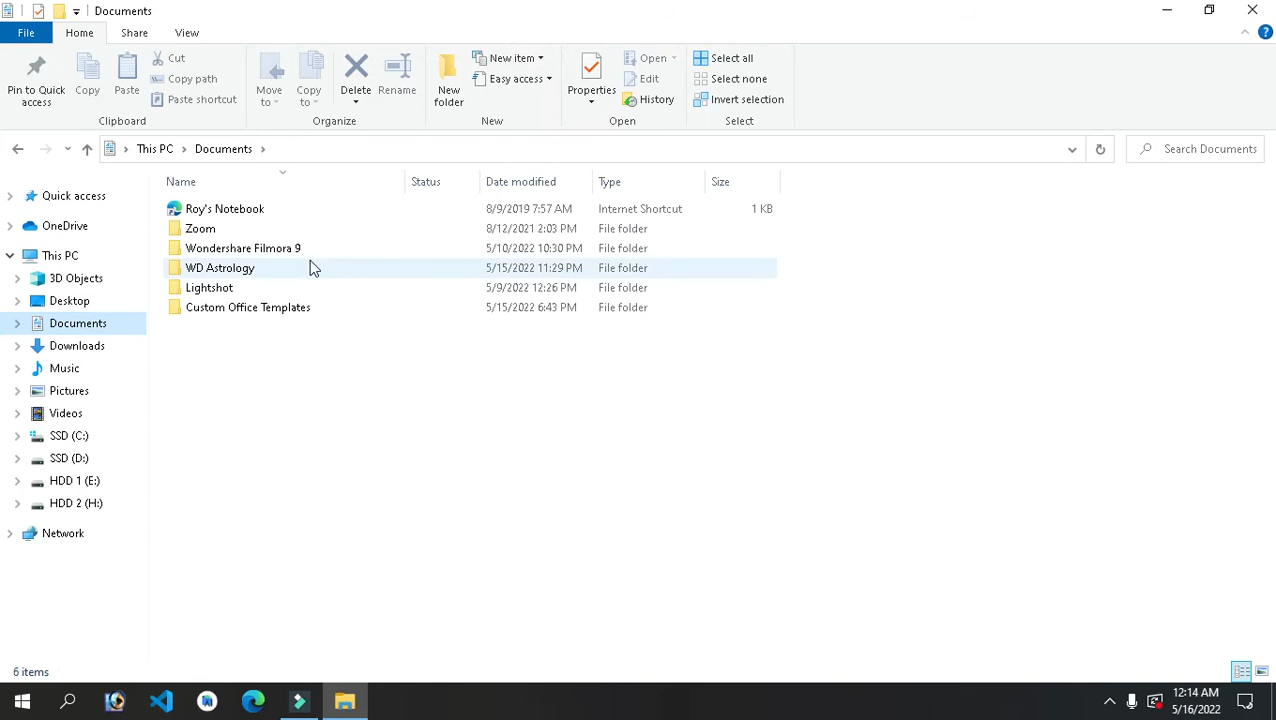 Documents
File Home Share View
Pin to Quick access
Copy
Paste
Cut
Copy path
Paste shortcut
Clipboard
Move to
Copy to
Delete
Rename
Organize
New folder
New item
Easy access
New
Properties
Open
Edit
History
Open
Select all
Select none
Invert selection
Select
This PC > Documents >
Search Documents
Quick access
OneDrive
This PC
3D Objects
Desktop
Documents
Downloads
Music
Pictures
Videos
SSD (C:)
SSD (D:)
HDD 1 (E:)
HDD 2 (H:)
Network
Name Status Date modified Type Size
Roy's Notebook 8/9/2019 7:57 AM Internet Shortcut 1 KB
Zoom 8/12/2021 2:03 PM File folder
Wondershare Filmora 9 5/10/2022 10:30 PM File folder
WD Astrology 5/15/2022 11:29 PM File folder
Lightshot 5/9/2022 12:26 PM File folder
Custom Office Templates 5/15/2022 6:43 PM File folder
6 items
12:14 AM
5/16/2022